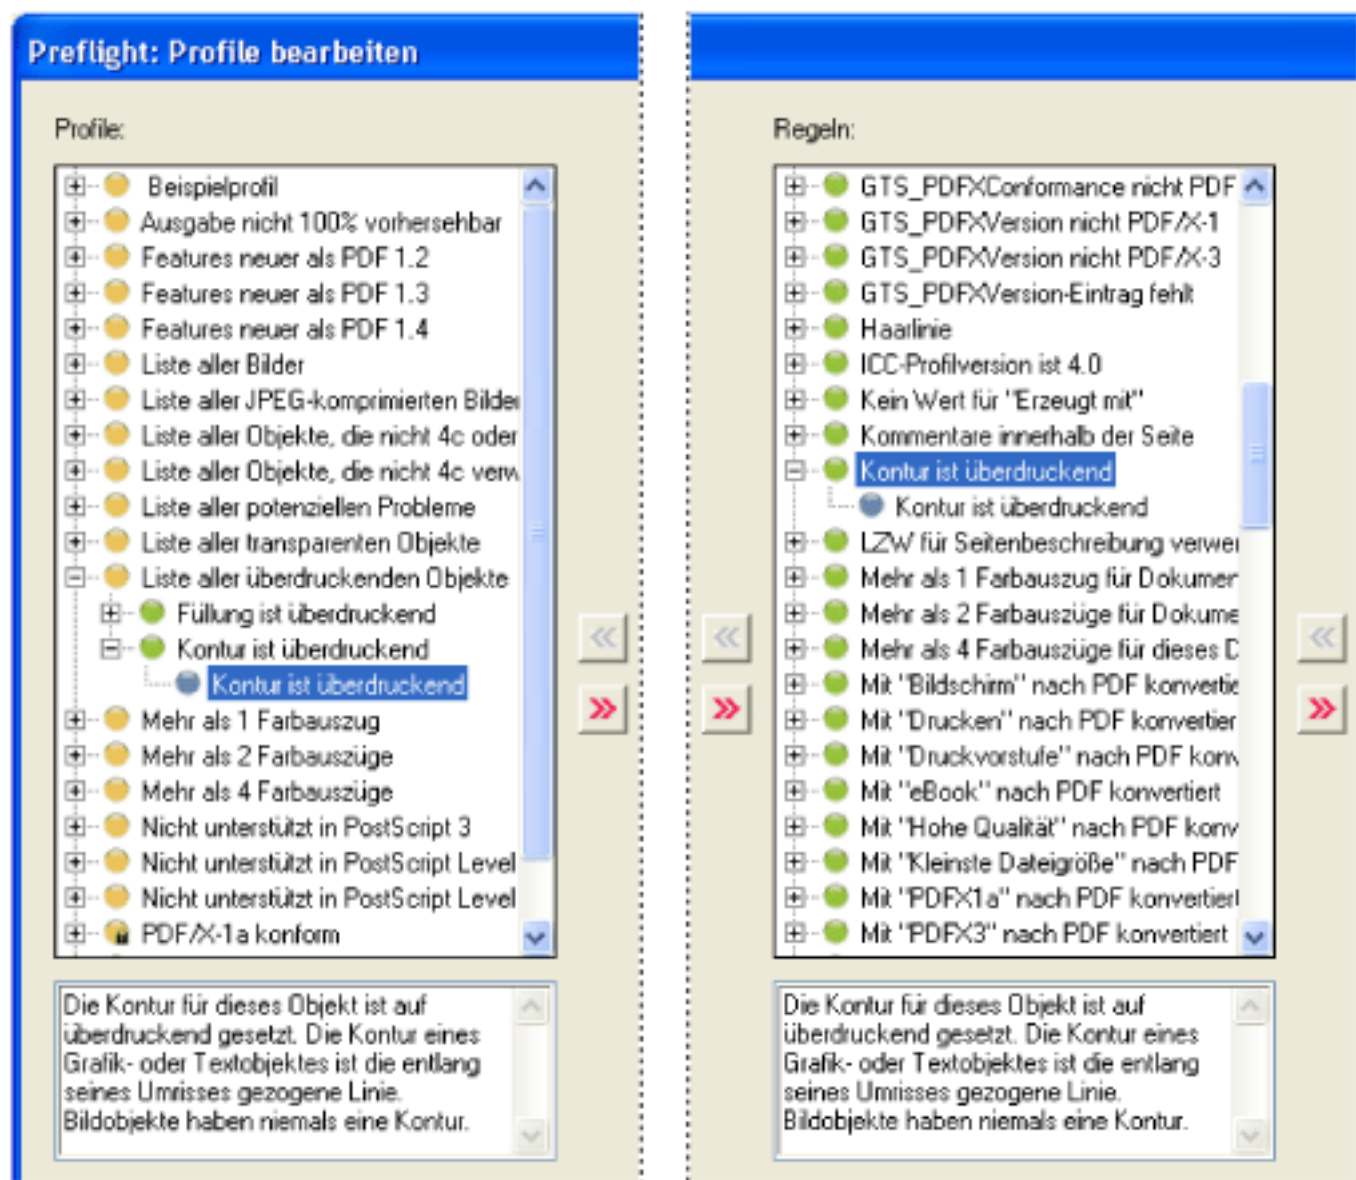 Preflight: Profile bearbeiten
Profile:
Beispielprofil
Ausgabe nicht 100% vorhersehbar
Features neuer als PDF 1.2
Features neuer als PDF 1.3
Features neuer als PDF 1.4
Liste aller Bilder
Liste aller JPEG-komprimierten Bilder
Liste aller Objekte, die nicht 4c oder
Liste aller Objekte, die nicht 4c verw
Liste aller potenziellen Probleme
Liste aller transparenten Objekte
Liste aller überdruckenden Objekte
Füllung ist überdruckend
Kontur ist überdruckend
Kontur ist überdruckend
Mehr als 1 Farbauszug
Mehr als 2 Farbauszüge
Mehr als 4 Farbauszüge
Nicht unterstützt in PostScript 3
Nicht unterstützt in PostScript Level
Nicht unterstützt in PostScript Level
PDF/X-1a konform
Die Kontur für dieses Objekt ist auf
überdruckend gesetzt. Die Kontur eines
Grafik- oder Textobjektes ist die entlang
seines Umrisses gezogene Linie.
Bildobjekte haben niemals eine Kontur.
Regeln:
GTS_PDFXConformance nicht PDF
GTS_PDFXVersion nicht PDF/X-1
GTS_PDFXVersion nicht PDF/X-3
GTS_PDFXVersion-Eintrag fehlt
Haarlinie
ICC-Profilversion ist 4.0
Kein Wert für "Erzeugt mit"
Kommentare innerhalb der Seite
Kontur ist überdruckend
Kontur ist überdruckend
LZW für Seitenbeschreibung verwer
Mehr als 1 Farbauszug für Dokumer
Mehr als 2 Farbauszüge für Dokume
Mehr als 4 Farbauszüge für dieses D
Mit "Bildschirm" nach PDF konvertie
Mit "Drucken" nach PDF konvertier
Mit "Druckvorstufe" nach PDF konv
Mit "eBook" nach PDF konvertiert
Mit "Hohe Qualität" nach PDF konv
Mit "Kleinste Dateigröße" nach PDF
Mit "PDFX1a" nach PDF konvertiert
Mit "PDFX3" nach PDF konvertiert
Die Kontur für dieses Objekt ist auf
überdruckend gesetzt. Die Kontur eines
Grafik- oder Textobjektes ist die entlang
seines Umrisses gezogene Linie.
Bildobjekte haben niemals eine Kontur.